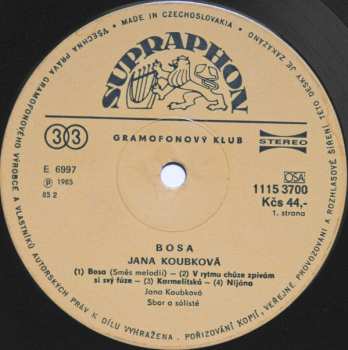 • MADE IN CZECHOSLOVAKIA •
VŠECHNA PRÁVA GRAMOFONOVÉHO VÝROBCE A VLASTNÍKŮ AUTORSKÝCH PRÁV K DÍLU VYHRAŽENA. POŘIZOVÁNÍ KOPIÍ, VEŘEJNÉ PROVOZOVÁNÍ A ROZHLASOVÉ ŠÍŘENÍ TÉTO DESKY JE ZAKÁZÁNO
SUPRAPHON
33
GRAMOFONOVÝ KLUB
STEREO
E 6997
Ⓟ 1985
85 2
OSA
1115 3700
Kčs 44,-
1. strana
BOSA
JANA KOUBKOVÁ
(1) Bosa (Směs melodií) — (2) V rytmu chůze zpívám
si svý fúze — (3) Karmelitská — (4) Nijána
Jana Koubková
Sbor a sólisté